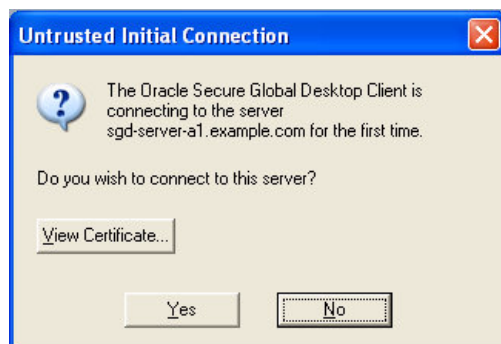 Untrusted Initial Connection
The Oracle Secure Global Desktop Client is
connecting to the server
sgd-server-a1.example.com for the first time.
Do you wish to connect to this server?
View Certificate...
Yes No